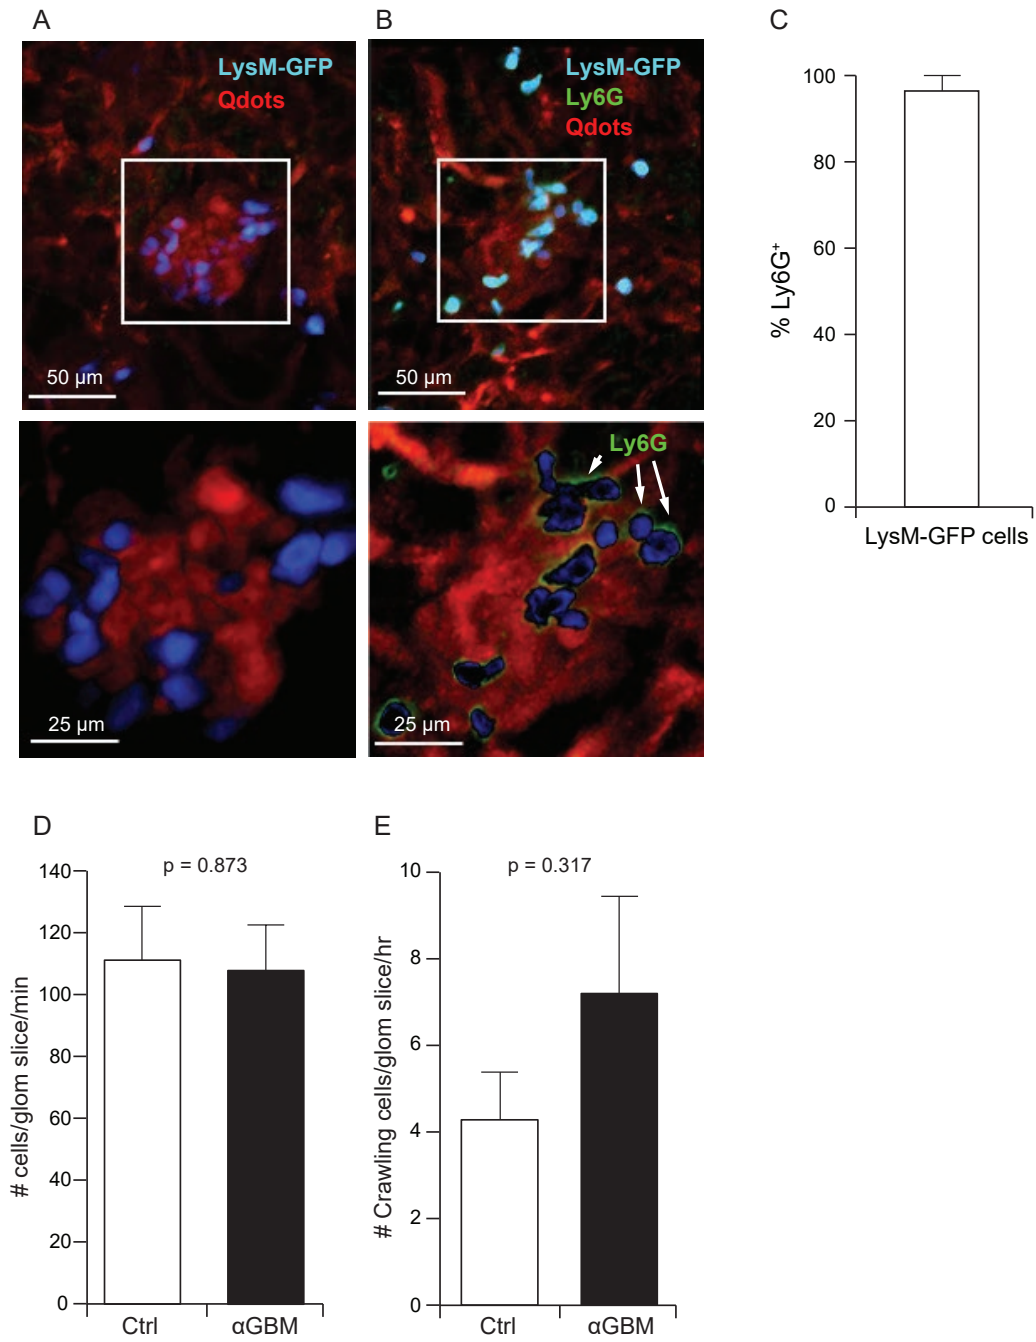 A
LysM-GFP
Qdots
50 µm
25 µm
B
LysM-GFP
Ly6G
Qdots
50 µm
Ly6G
25 µm
C
100
80
60
40
20
0
% Ly6G⁺
LysM-GFP cells
D
p = 0.873
140
120
100
80
60
40
20
0
# cells/glom slice/min
Ctrl αGBM
E
p = 0.317
10
8
6
4
2
0
# Crawling cells/glom slice/hr
Ctrl αGBM